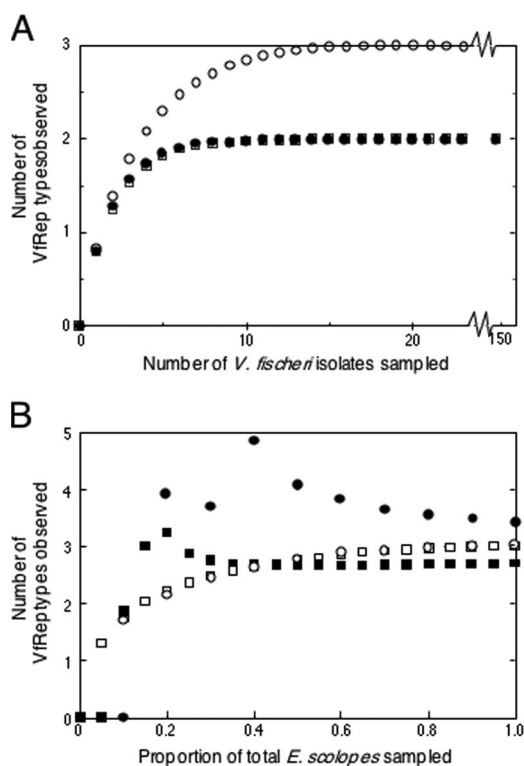 A
3
2
1
0
Number of
VfRep typesobserved
0
10
20
150
Number of V. fischeri isolates sampled
B
5
4
3
2
1
0
Number of
VfReptypes observed
0
0.2
0.4
0.6
0.8
1.0
Proportion of total E. scolopes sampled